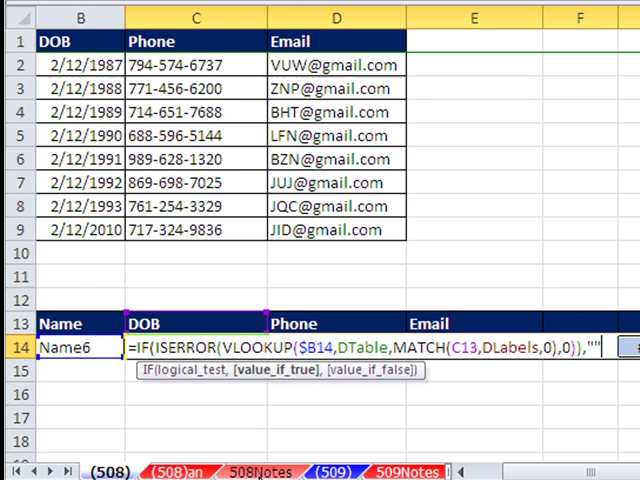 B C D E F
1 DOB Phone Email
2 2/12/1987 794-574-6737 VUW@gmail.com
3 2/12/1988 771-456-6200 ZNP@gmail.com
4 2/12/1989 714-651-7688 BHT@gmail.com
5 2/12/1990 688-596-5144 LFN@gmail.com
6 2/12/1991 989-628-1320 BZN@gmail.com
7 2/12/1992 869-698-7025 JUJ@gmail.com
8 2/12/1993 761-254-3329 JQC@gmail.com
9 2/12/2010 717-324-9836 JID@gmail.com
10
11
12
13 Name DOB Phone Email
14 Name6 =IF(ISERROR(VLOOKUP($B14,DTable,MATCH(C13,DLabels,0),0)),""
15 IF(logical_test, [value_if_true], [value_if_false])
16
17
18
(508) (508)an 508Notes (509) 509Notes